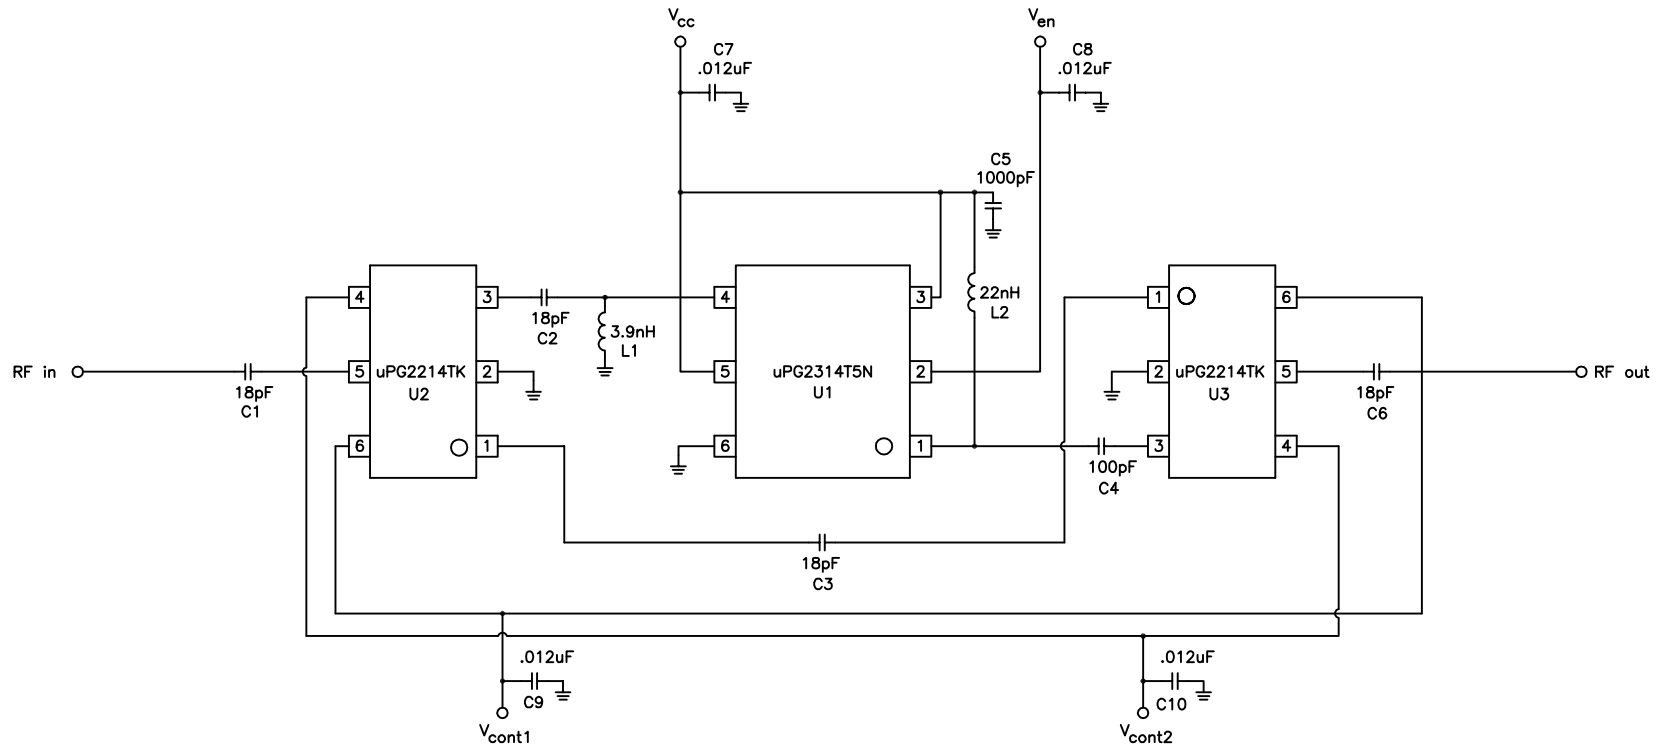 Vcc
Ven
C7
.012uF
C8
.012uF
C5
1000pF
4
3
18pF
C2
3.9nH
L1
4
3
22nH
L2
1
6
RF in
18pF
C1
5
uPG2214TK
U2
2
5
uPG2314T5N
U1
2
2
uPG2214TK
U3
5
18pF
C6
RF out
6
1
6
1
100pF
C4
3
4
18pF
C3
.012uF
C9
Vcont1
.012uF
C10
Vcont2